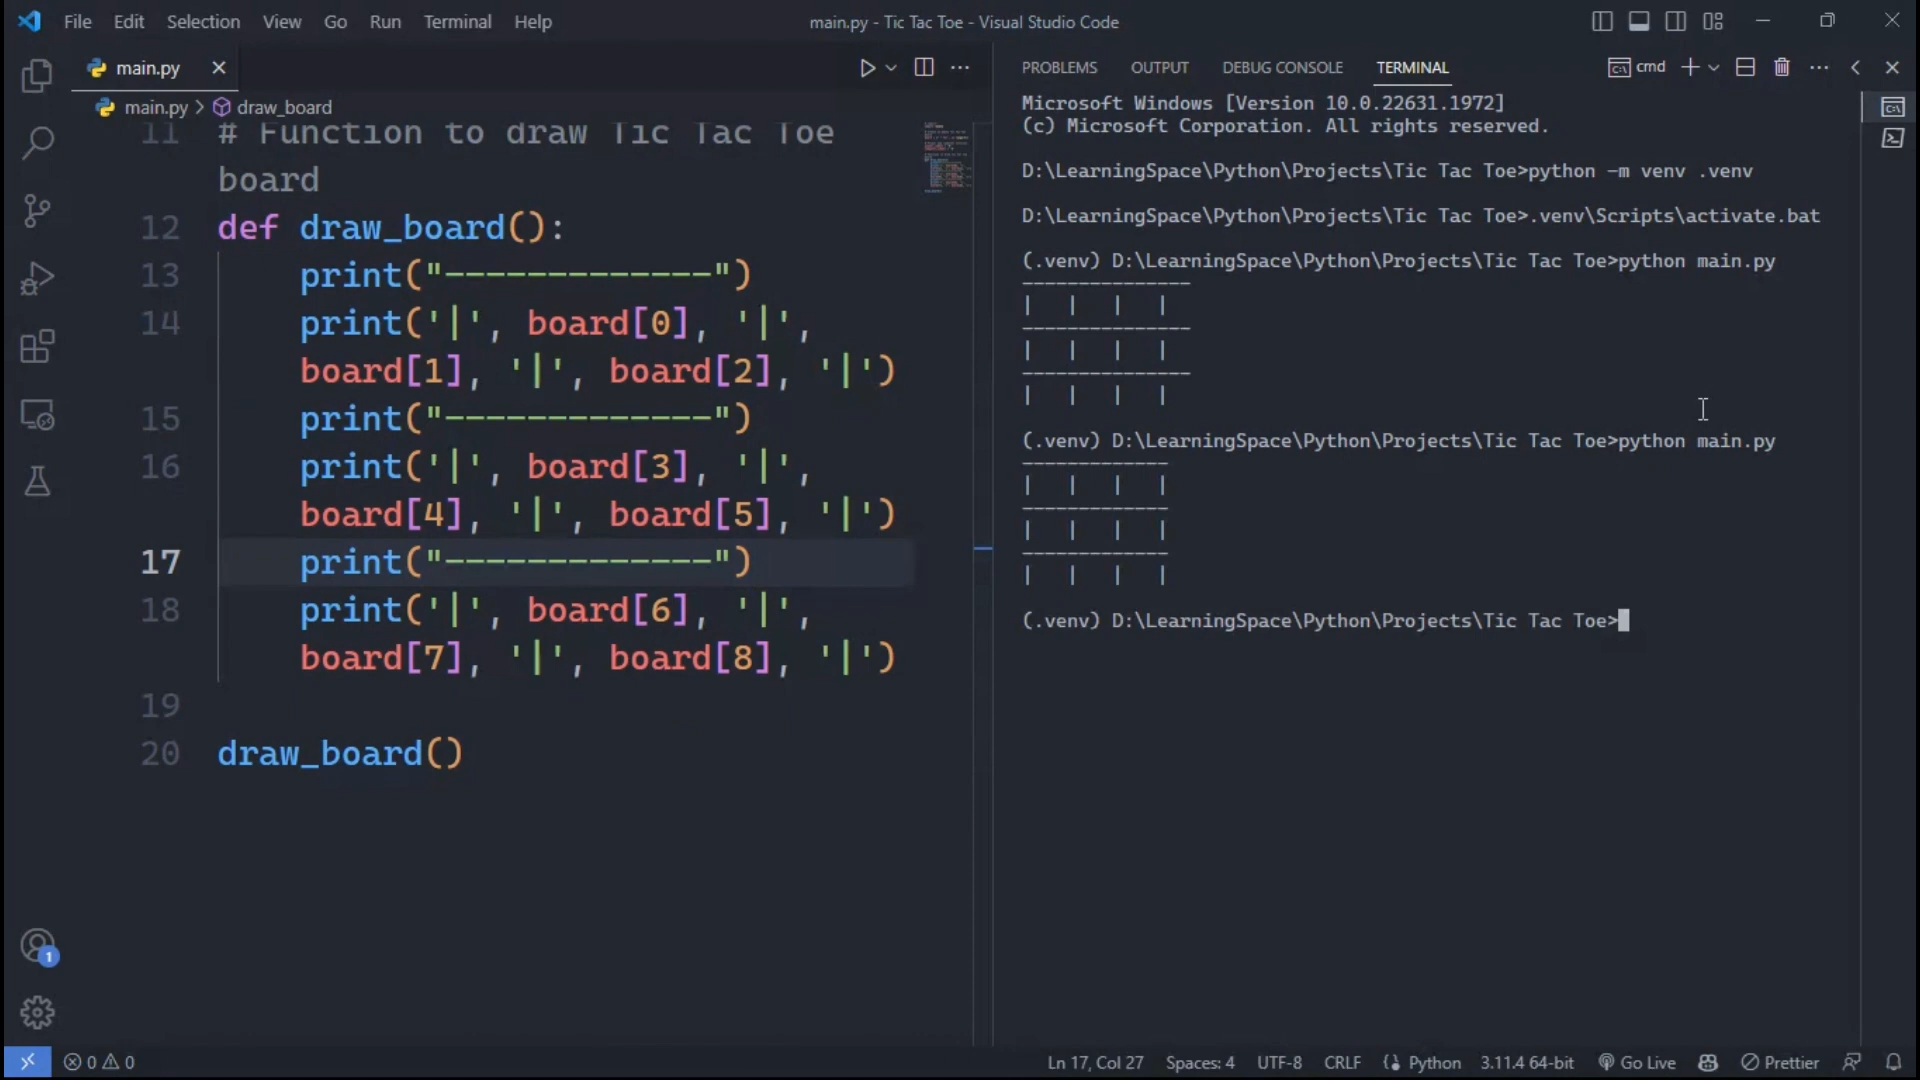 File Edit Selection View Go Run Terminal Help
main.py - Tic Tac Toe - Visual Studio Code
main.py
main.py > draw_board
11 # Function to draw Tic Tac Toe
board
12 def draw_board():
13 print("-------------")
14 print('|', board[0], '|',
board[1], '|', board[2], '|')
15 print("-------------")
16 print('|', board[3], '|',
board[4], '|', board[5], '|')
17 print("-------------")
18 print('|', board[6], '|',
board[7], '|', board[8], '|')
19
20 draw_board()
PROBLEMS OUTPUT DEBUG CONSOLE TERMINAL
cmd
Microsoft Windows [Version 10.0.22631.1972]
(c) Microsoft Corporation. All rights reserved.
D:\LearningSpace\Python\Projects\Tic Tac Toe>python -m venv .venv
D:\LearningSpace\Python\Projects\Tic Tac Toe>.venv\Scripts\activate.bat
(.venv) D:\LearningSpace\Python\Projects\Tic Tac Toe>python main.py
---------------
|   |   |   |
---------------
|   |   |   |
---------------
|   |   |   |
(.venv) D:\LearningSpace\Python\Projects\Tic Tac Toe>python main.py
-------------
|   |   |   |
-------------
|   |   |   |
-------------
|   |   |   |
(.venv) D:\LearningSpace\Python\Projects\Tic Tac Toe>
1
0 0
Ln 17, Col 27 Spaces: 4 UTF-8 CRLF Python 3.11.4 64-bit Go Live Prettier